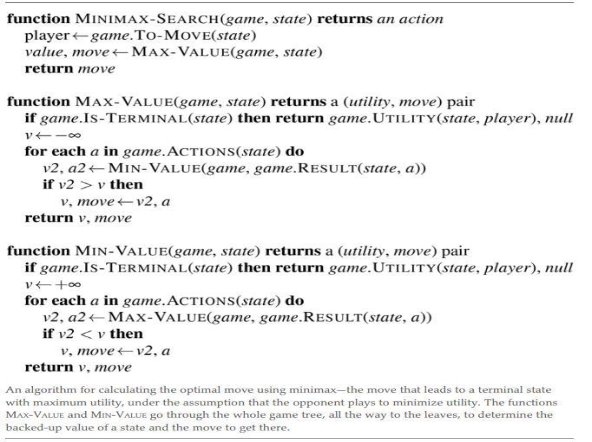 function MINIMAX-SEARCH(game, state) returns an action
player←game.TO-MOVE(state)
value, move←MAX-VALUE(game, state)
return move
function MAX-VALUE(game, state) returns a (utility, move) pair
if game.IS-TERMINAL(state) then return game.UTILITY(state, player), null
v←−∞
for each a in game.ACTIONS(state) do
v2, a2←MIN-VALUE(game, game.RESULT(state, a))
if v2 > v then
v, move←v2, a
return v, move
function MIN-VALUE(game, state) returns a (utility, move) pair
if game.IS-TERMINAL(state) then return game.UTILITY(state, player), null
v←+∞
for each a in game.ACTIONS(state) do
v2, a2←MAX-VALUE(game, game.RESULT(state, a))
if v2 < v then
v, move←v2, a
return v, move
An algorithm for calculating the optimal move using minimax—the move that leads to a terminal state
with maximum utility, under the assumption that the opponent plays to minimize utility. The functions
MAX-VALUE and MIN-VALUE go through the whole game tree, all the way to the leaves, to determine the
backed-up value of a state and the move to get there.